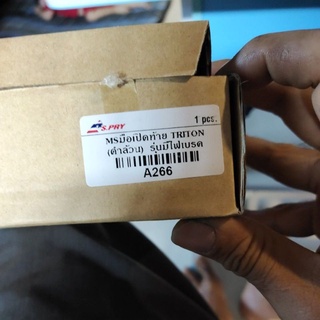 S.PRY
1 pcs.
MSมือเปิดท้าย TRITON
(ดำล้วน) รุ่นมีไฟเบรค
A266